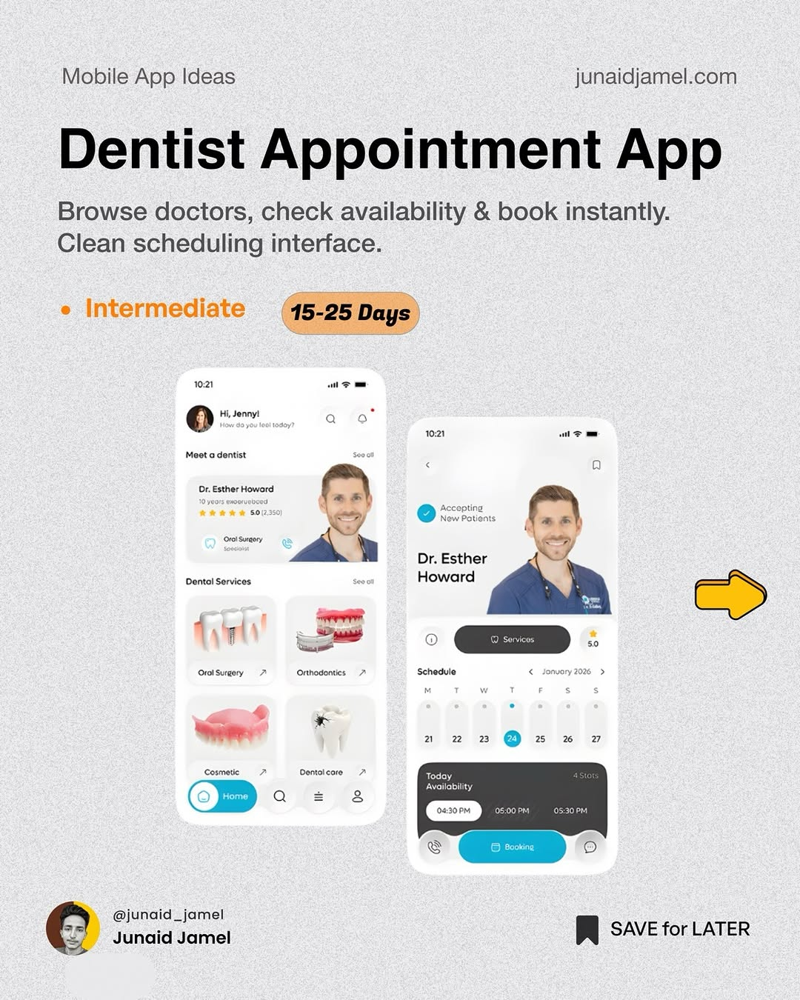 Mobile App Ideas
junaidjamel.com
Dentist Appointment App
Browse doctors, check availability & book instantly.
Clean scheduling interface.
• Intermediate
15-25 Days
10:21
Hi, Jenny!
How do you feel today?
Meet a dentist
See all
Dr. Esther Howard
10 years
5.0 (2,350)
Oral Surgery
Specialist
Dental Services
See all
Oral Surgery
Orthodontics
Cosmetic
Dental care
Home
10:21
Accepting
New Patients
Dr. Esther
Howard
Services
5.0
Schedule
January 2026
M T W T F S S
21 22 23 24 25 26 27
Today
Availability
4 Slots
04:30 PM
05:00 PM
05:30 PM
Booking
@junaid_jamel
Junaid Jamel
SAVE for LATER